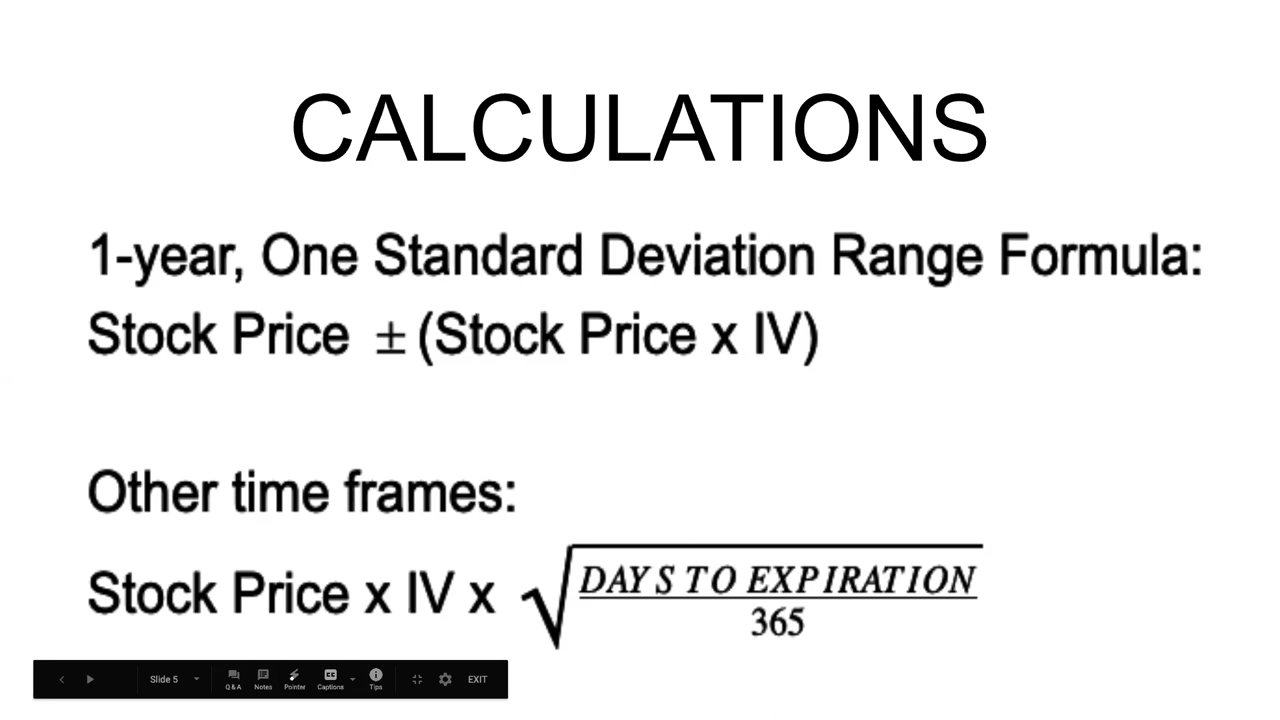 CALCULATIONS
1-year, One Standard Deviation Range Formula:
Stock Price ± (Stock Price x IV)
Other time frames:
Stock Price x IV x √ DAYS TO EXPIRATION
365
Slide 5 Q&A Notes Pointer CC Captions Tips EXIT